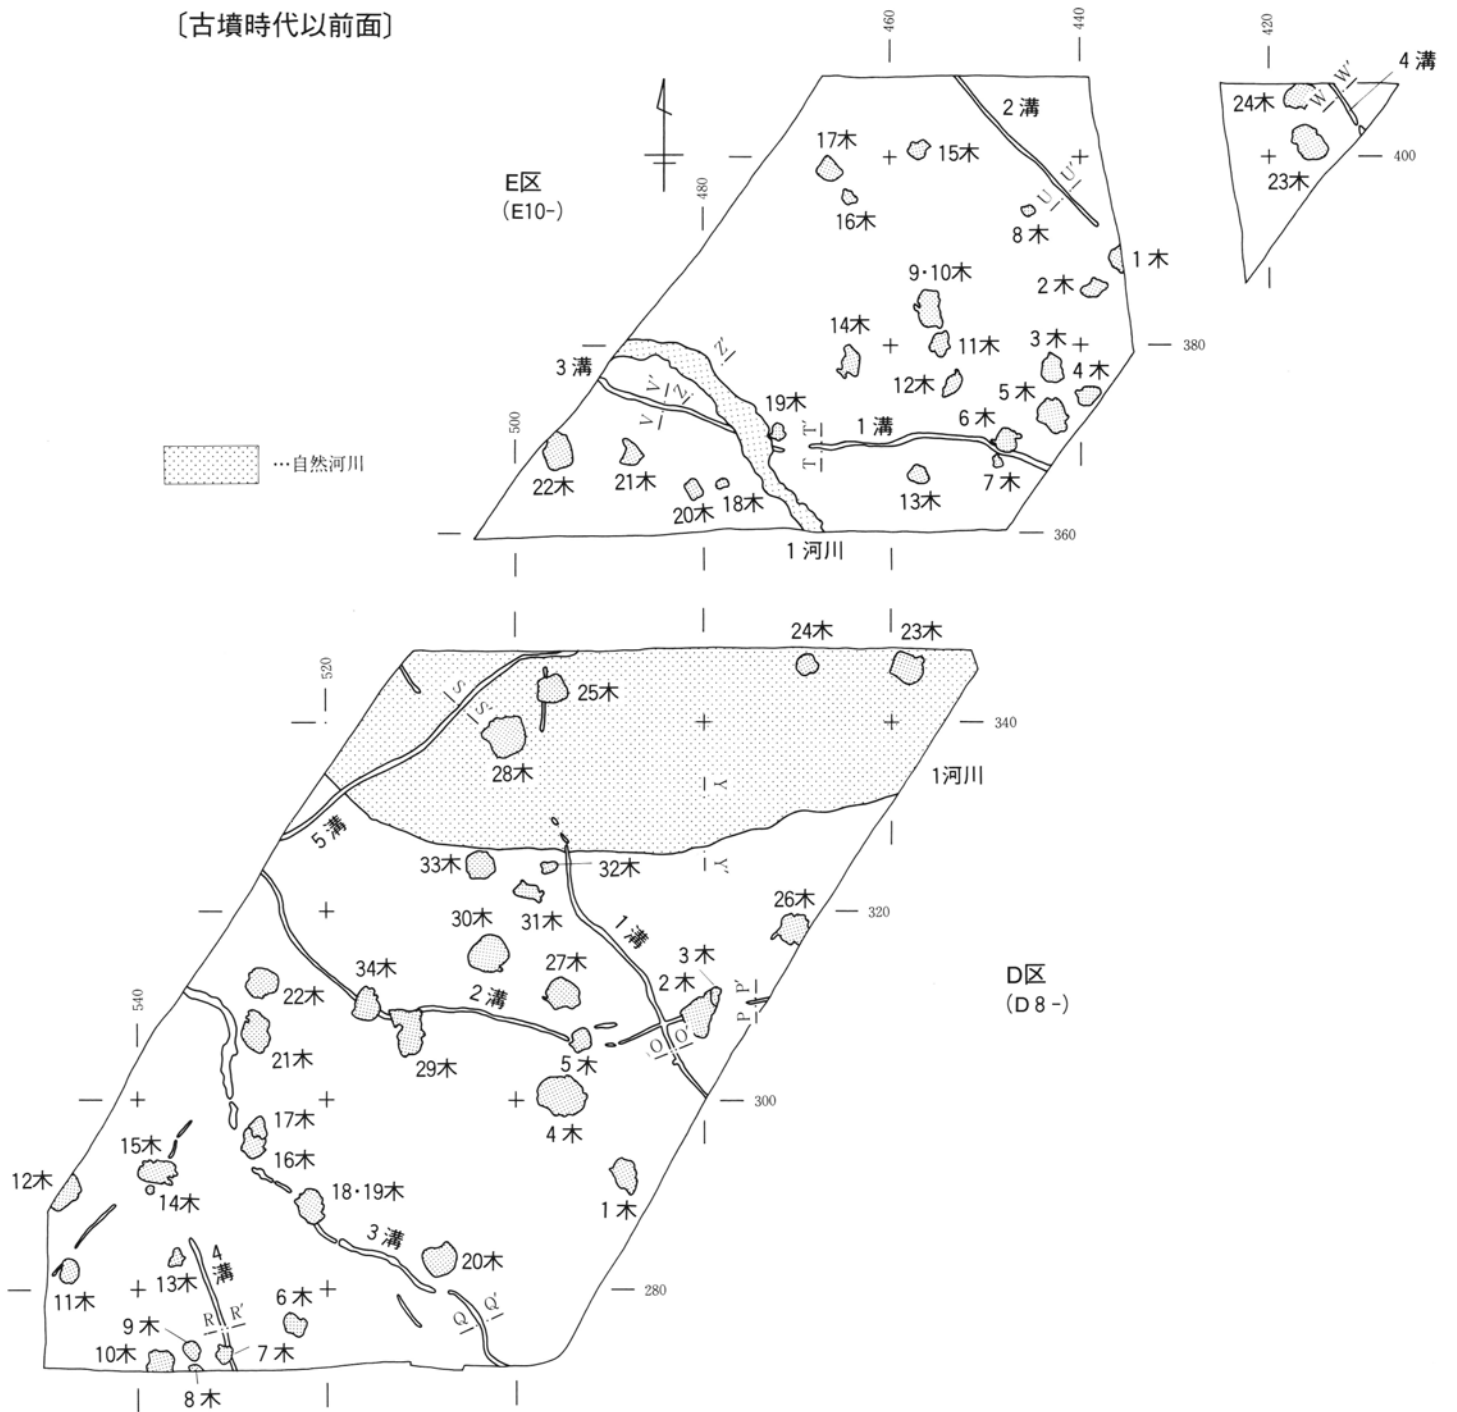 〔古墳時代以前面〕
460
440
420
4溝
W W'
24木
23木
400
2溝
17木
15木
16木
E区
(E10-)
480
U U'
8木
1木
2木
9・10木
14木
11木
12木
3木
4木
5木
380
3溝
Z Z'
V V'
19木
T T'
1溝
6木
7木
13木
500
…自然河川
22木
21木
20木
18木
1河川
360
24木
23木
520
S S'
25木
28木
340
1河川
Y Y'
5溝
33木
32木
31木
30木
26木
320
1溝
3木
2木
27木
34木
2溝
D区
(D8-)
P P'
22木
540
21木
29木
5木
O O'
4木
300
17木
16木
15木
14木
12木
18・19木
1木
3溝
20木
4溝
13木
11木
280
6木
R R'
Q Q'
9木
10木
7木
8木